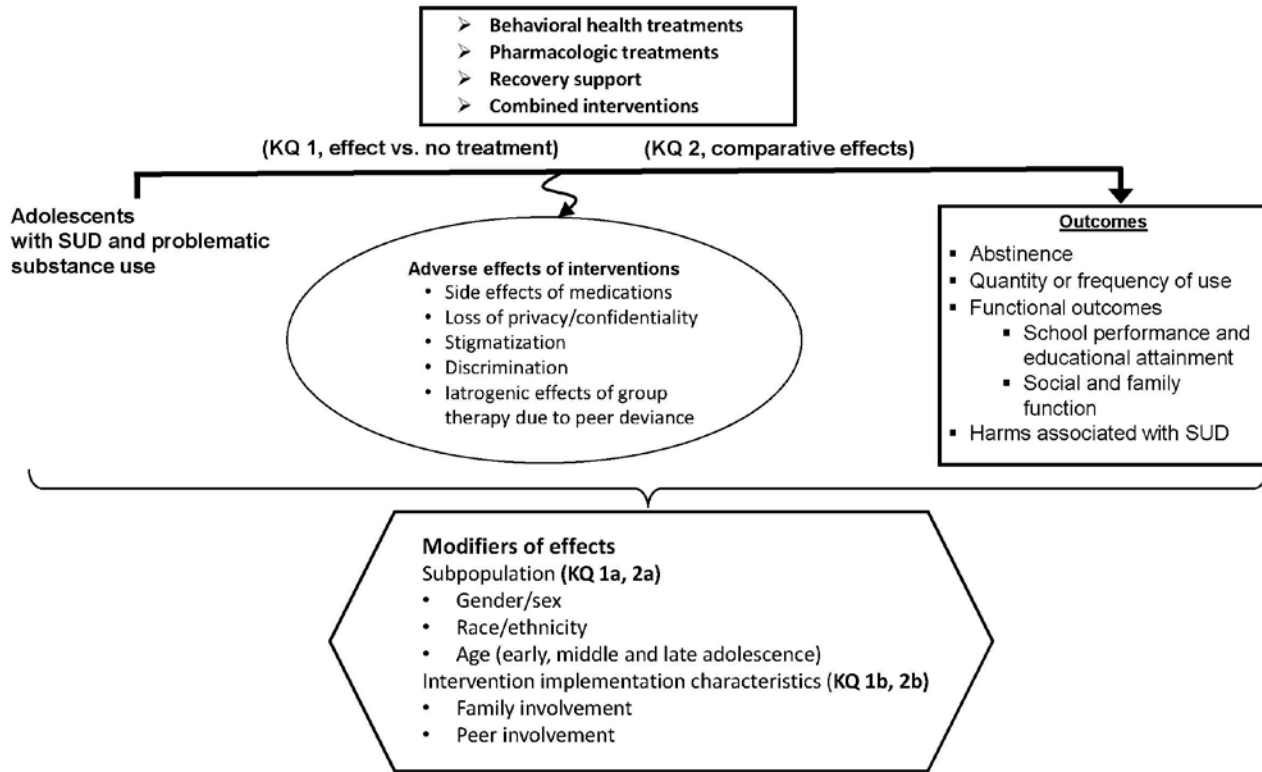 ➢ Behavioral health treatments
➢ Pharmacologic treatments
➢ Recovery support
➢ Combined interventions
(KQ 1, effect vs. no treatment)
(KQ 2, comparative effects)
Adolescents
with SUD and problematic
substance use
Adverse effects of interventions
• Side effects of medications
• Loss of privacy/confidentiality
• Stigmatization
• Discrimination
• Iatrogenic effects of group
therapy due to peer deviance
Outcomes
▪ Abstinence
▪ Quantity or frequency of use
▪ Functional outcomes
▪ School performance and
educational attainment
▪ Social and family
function
▪ Harms associated with SUD
Modifiers of effects
Subpopulation (KQ 1a, 2a)
• Gender/sex
• Race/ethnicity
• Age (early, middle and late adolescence)
Intervention implementation characteristics (KQ 1b, 2b)
• Family involvement
• Peer involvement